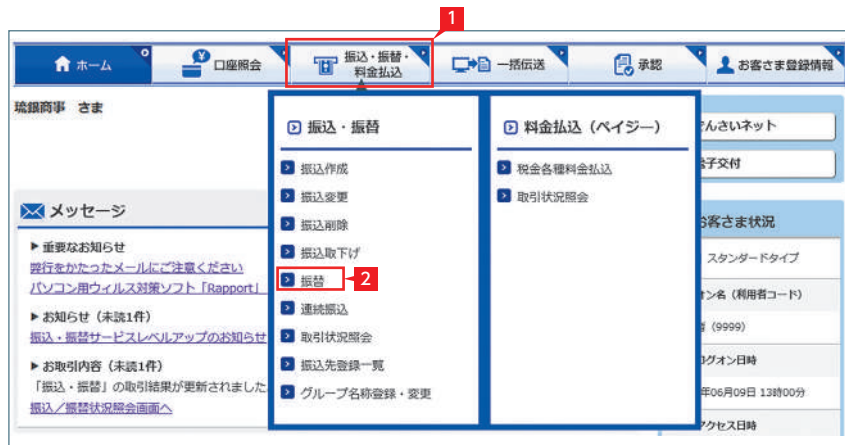 1
ホーム
口座照会
振込・振替・
料金払込
一括伝送
承認
お客さま登録情報
琉銀商事 さま
振込・振替
振込作成
振込変更
振込削除
振込取下げ
振替
2
連続振込
取引状況照会
振込先登録一覧
グループ名称登録・変更
料金払込(ペイジー)
税金各種料金払込
取引状況照会
んさいネット
子交付
メッセージ
▶重要なお知らせ
弊行をかたったメールにご注意ください
パソコン用ウィルス対策ソフト「Rapport」
▶お知らせ(未読1件)
振込・振替サービスレベルアップのお知らせ
▶お取引内容(未読1件)
「振込・振替」の取引結果が更新されました
振込/振替状況照会画面へ
客さま状況
スタンダードタイプ
ン名(利用者コード)
(9999)
グオン日時
年06月09日 13時00分
アクセス日時